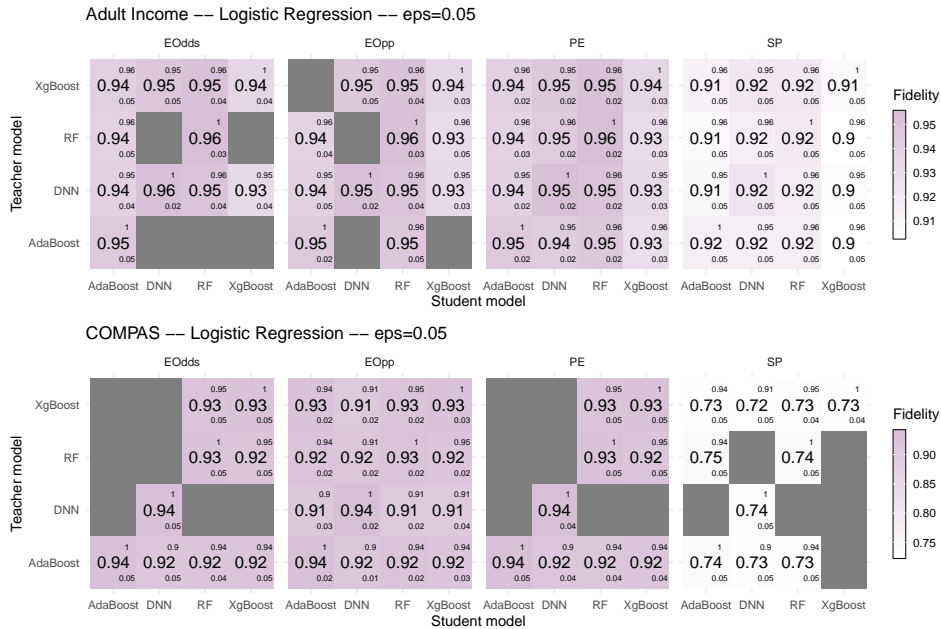 Adult Income −− Logistic Regression −− eps=0.05
EOdds EOpp PE SP
Teacher model
XgBoost
0.96 0.95 0.96 1 0.95 0.96 1 0.96 0.95 0.96 1 0.96 0.95 0.96 1
0.94 0.95 0.95 0.94 0.95 0.95 0.94 0.94 0.95 0.95 0.94 0.91 0.92 0.92 0.91
0.05 0.05 0.04 0.04 0.05 0.04 0.03 0.02 0.02 0.02 0.03 0.05 0.05 0.05 0.05
RF
0.96 1 0.96 1 0.96 0.96 0.95 1 0.96 0.96 0.95 1 0.96
0.94 0.96 0.94 0.96 0.93 0.94 0.95 0.96 0.93 0.91 0.92 0.92 0.9
0.05 0.03 0.04 0.03 0.05 0.03 0.02 0.03 0.03 0.05 0.05 0.05 0.05
DNN
0.95 1 0.96 0.95 0.95 1 0.96 0.95 0.95 1 0.96 0.95 0.95 1 0.96 0.95
0.94 0.96 0.95 0.93 0.94 0.95 0.95 0.93 0.94 0.95 0.95 0.93 0.91 0.92 0.92 0.9
0.04 0.02 0.04 0.04 0.05 0.02 0.04 0.03 0.02 0.02 0.02 0.03 0.05 0.02 0.05 0.05
AdaBoost
1 1 0.96 1 0.95 0.96 0.96 1 0.95 0.96 0.96
0.95 0.95 0.95 0.95 0.94 0.95 0.93 0.92 0.92 0.92 0.9
0.05 0.02 0.05 0.02 0.02 0.03 0.03 0.05 0.05 0.05 0.05
AdaBoost DNN RF XgBoost AdaBoost DNN RF XgBoost AdaBoost DNN RF XgBoost AdaBoost DNN RF XgBoost
Student model
Fidelity
0.95
0.94
0.93
0.92
0.91
COMPAS −− Logistic Regression −− eps=0.05
EOdds EOpp PE SP
Teacher model
XgBoost
0.95 1 0.94 0.91 0.95 1 0.95 1 0.94 0.91 0.95 1
0.93 0.93 0.93 0.91 0.93 0.93 0.93 0.93 0.73 0.72 0.73 0.73
0.05 0.05 0.02 0.02 0.02 0.03 0.05 0.05 0.05 0.05 0.04 0.04
RF
0.95 0.94 0.91 1 0.95 1 0.95 0.94 1
1
0.93 0.92 0.92 0.92 0.93 0.92 0.93 0.92 0.75 0.74
0.05 0.05 0.02 0.02 0.02 0.02 0.05 0.05 0.05 0.05
DNN
1 0.9 1 0.91 0.91 1 1
0.94 0.91 0.94 0.91 0.91 0.94 0.74
0.05 0.03 0.02 0.02 0.04 0.04 0.05
AdaBoost
1 0.9 0.94 0.94 1 0.9 0.94 0.94 1 0.9 0.94 0.94 1 0.9 0.94
0.94 0.92 0.92 0.92 0.94 0.92 0.92 0.92 0.94 0.92 0.92 0.92 0.74 0.73 0.73
0.05 0.05 0.05 0.05 0.02 0.01 0.02 0.03 0.05 0.04 0.04 0.05 0.05 0.05 0.05
AdaBoost DNN RF XgBoost AdaBoost DNN RF XgBoost AdaBoost DNN RF XgBoost AdaBoost DNN RF XgBoost
Student model
Fidelity
0.90
0.85
0.80
0.75